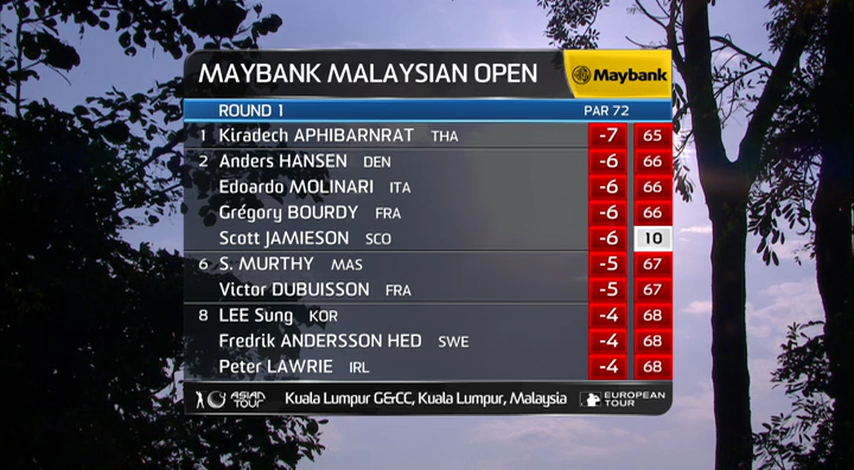 MAYBANK MALAYSIAN OPEN
Maybank
ROUND 1 PAR 72
1 Kiradech APHIBARNRAT THA -7 65
2 Anders HANSEN DEN -6 66
Edoardo MOLINARI ITA -6 66
Grégory BOURDY FRA -6 66
Scott JAMIESON SCO -6 10
6 S. MURTHY MAS -5 67
Victor DUBUISSON FRA -5 67
8 LEE Sung KOR -4 68
Fredrik ANDERSSON HED SWE -4 68
Peter LAWRIE IRL -4 68
ASIAN TOUR Kuala Lumpur G&CC, Kuala Lumpur, Malaysia EUROPEAN TOUR